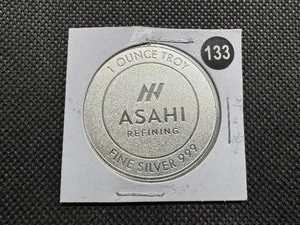 133
1 OUNCE TROY
ASAHI
REFINING
FINE SILVER 999